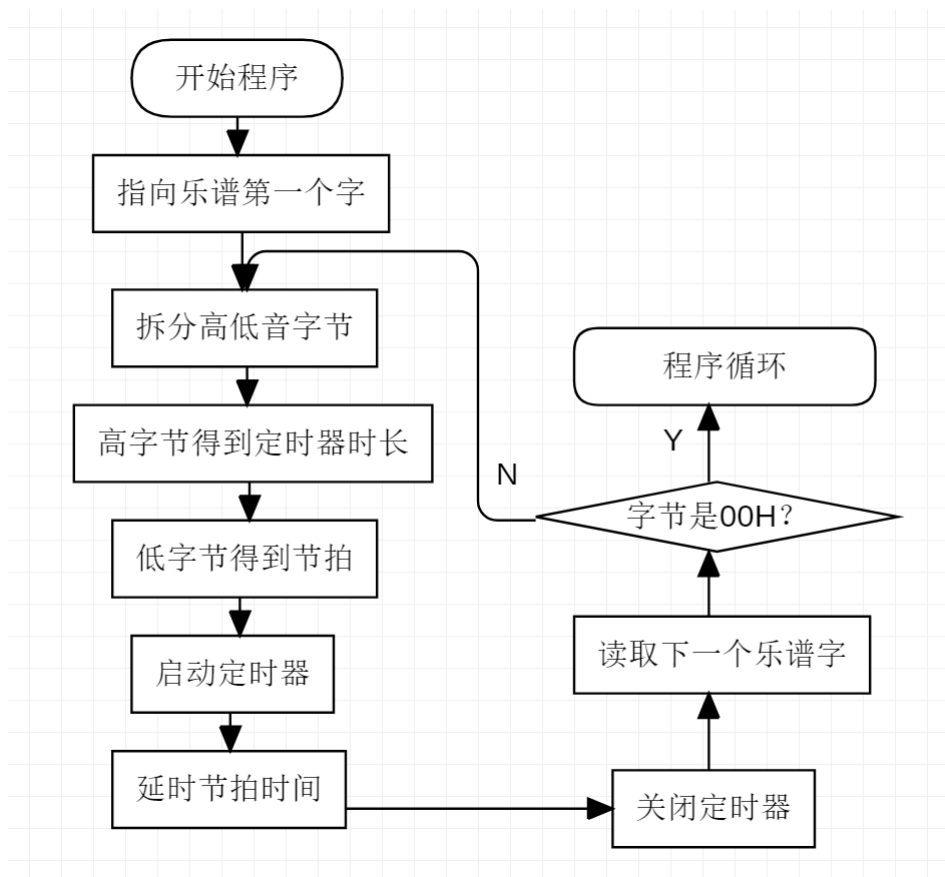 开始程序
指向乐谱第一个字
拆分高低音字节
高字节得到定时器时长
低字节得到节拍
启动定时器
延时节拍时间
关闭定时器
读取下一个乐谱字
字节是00H？
N
Y
程序循环